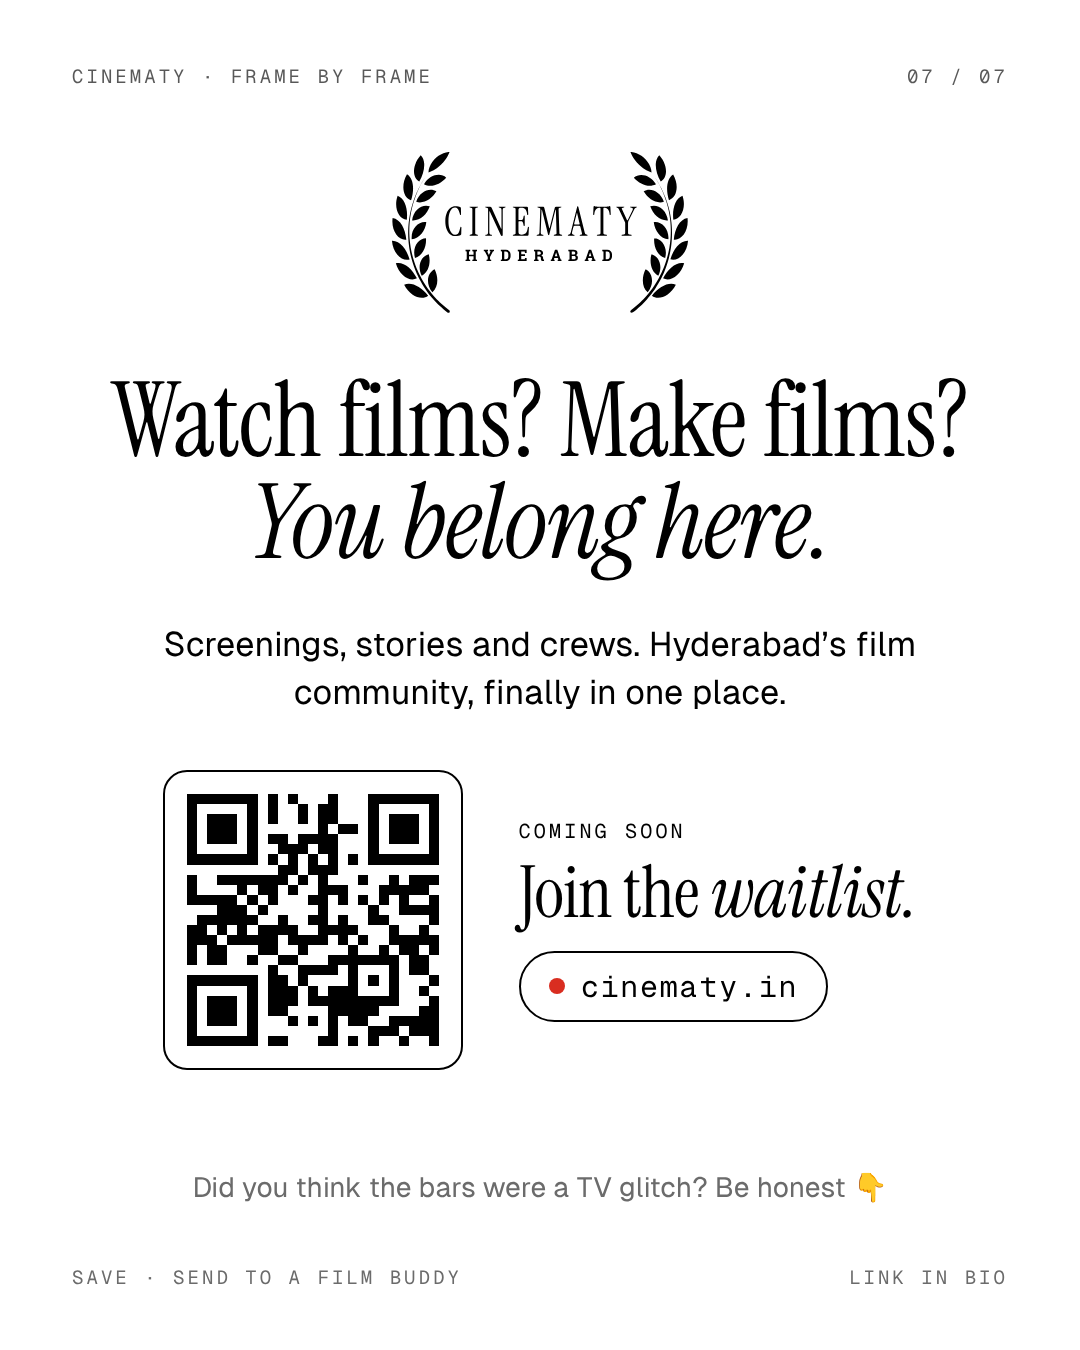 CINEMATY · FRAME BY FRAME
07 / 07
CINEMATY
HYDERABAD
Watch films? Make films?
You belong here.
Screenings, stories and crews. Hyderabad’s film
community, finally in one place.
COMING SOON
Join the waitlist.
cinematy.in
Did you think the bars were a TV glitch? Be honest 👇
SAVE · SEND TO A FILM BUDDY
LINK IN BIO